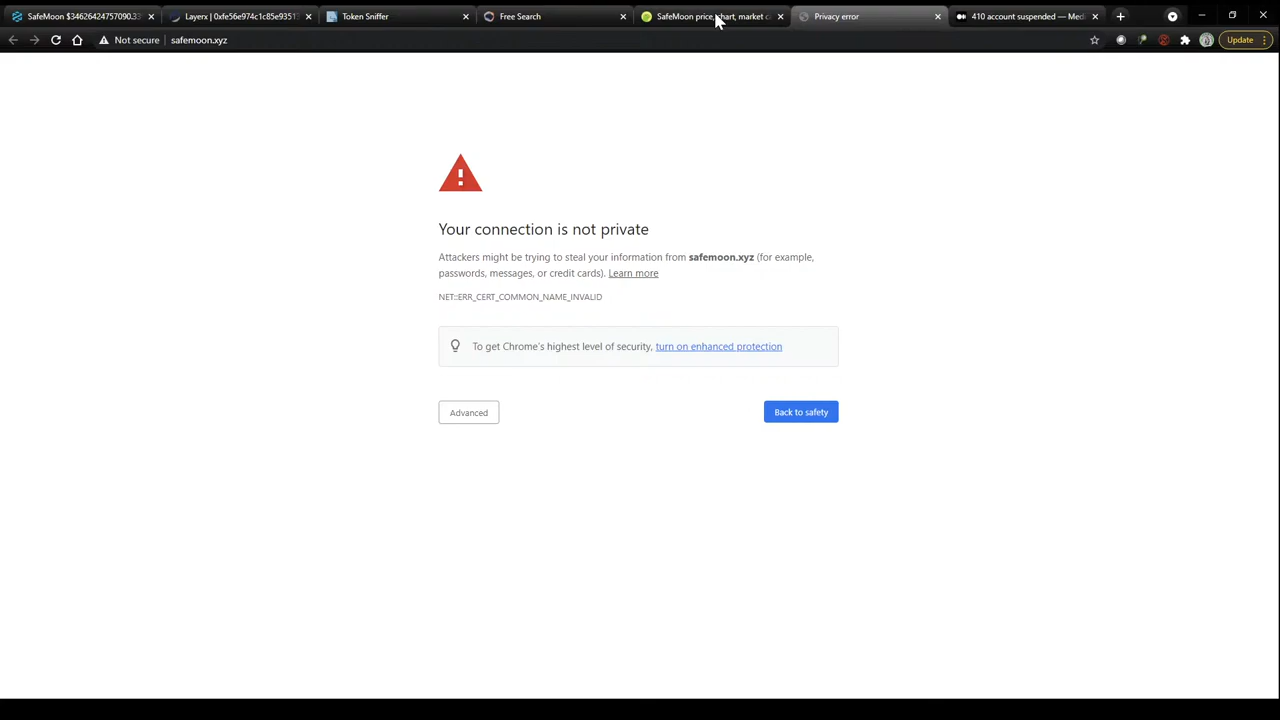 SafeMoon $34626424757090.3
Layerx | 0xfe56e974c1c85e9351
Token Sniffer
Free Search
SafeMoon price, chart, market c
Privacy error
410 account suspended — Med
Not secure
safemoon.xyz
Update
Your connection is not private
Attackers might be trying to steal your information from safemoon.xyz (for example,
passwords, messages, or credit cards). Learn more
NET::ERR_CERT_COMMON_NAME_INVALID
To get Chrome's highest level of security, turn on enhanced protection
Advanced
Back to safety